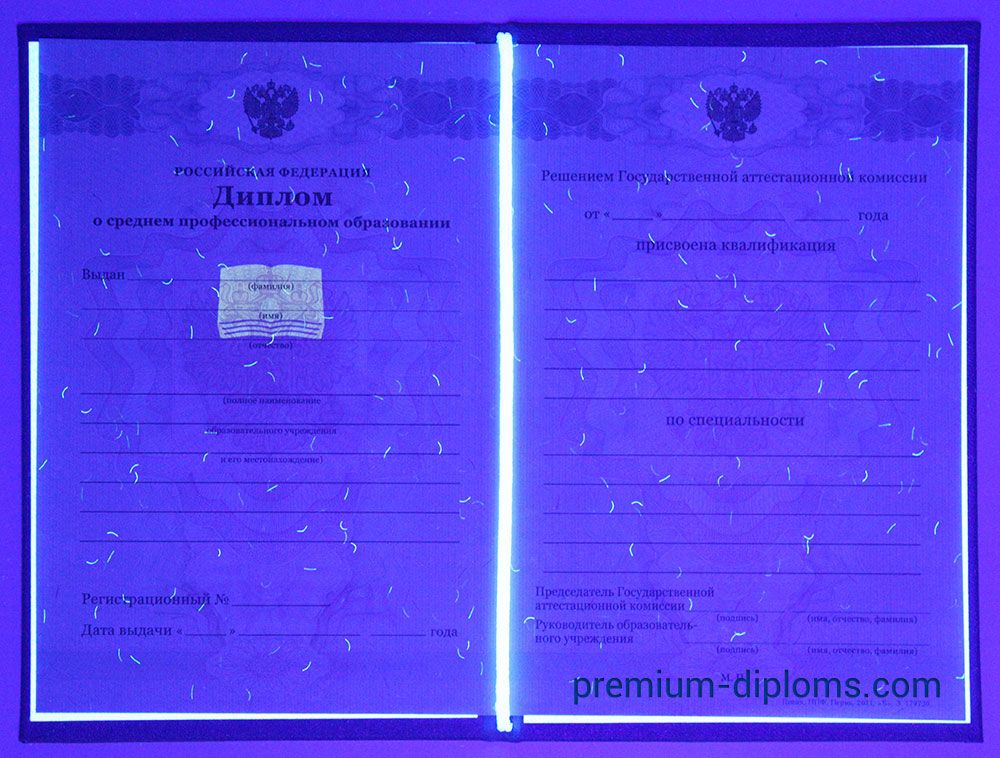 РОССИЙСКАЯ ФЕДЕРАЦИЯ
Диплом
о среднем профессиональном образовании
Выдан
(фамилия)
(имя)
(отчество)
(полное наименование
образовательного учреждения
и его местонахождение)
Регистрационный №
Дата выдачи « » года
Решением Государственной аттестационной комиссии
от « » года
присвоена квалификация
по специальности
Председатель Государственной
аттестационной комиссии
(подпись) (имя, отчество, фамилия)
Руководитель образователь-
ного учреждения
(подпись) (имя, отчество, фамилия)
М.
premium-diploms.com
Пермь, 2011,